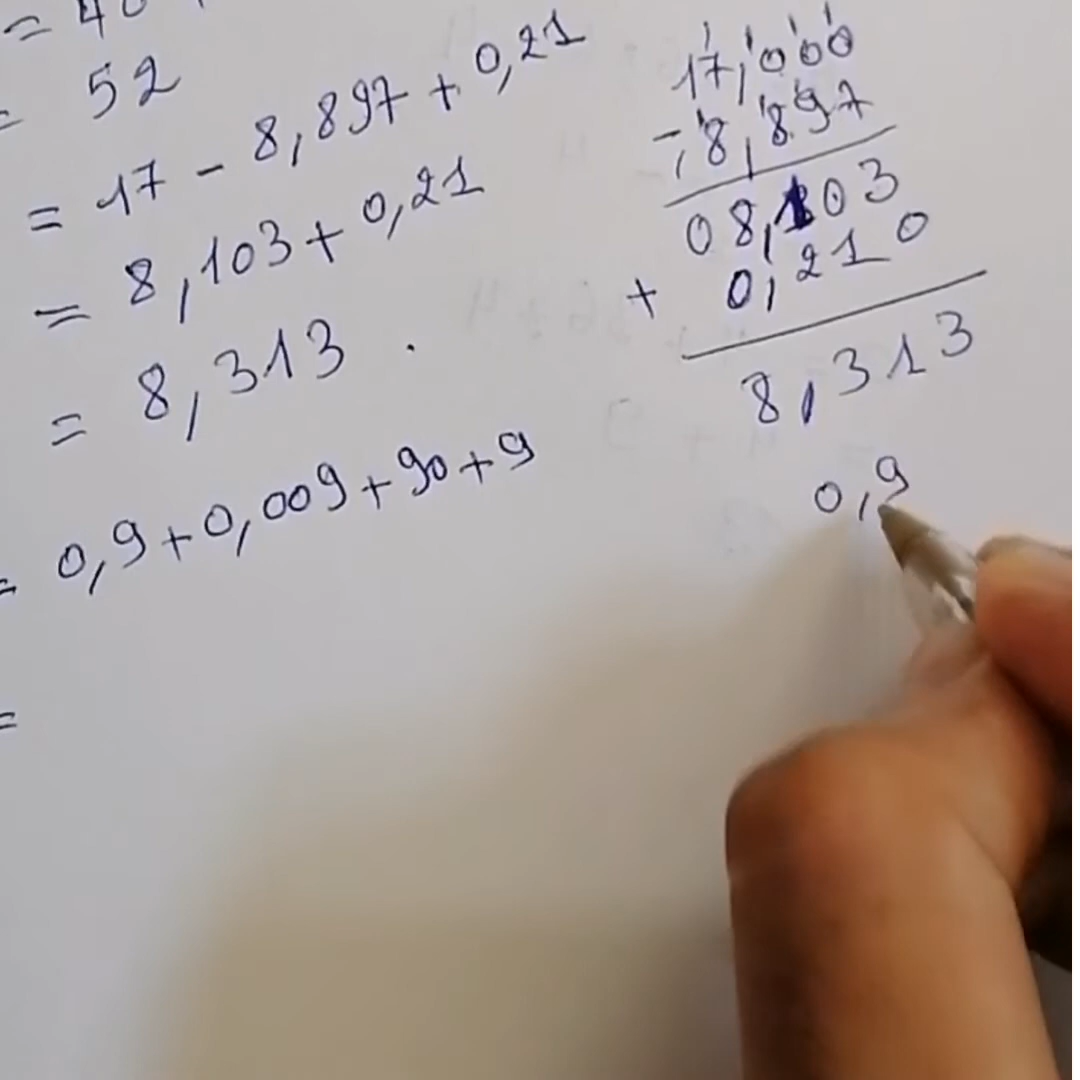 = 40
= 52
= 17 - 8,897 + 0,21
= 8,103 + 0,21
= 8,313 .
= 0,9 + 0,009 + 90 + 9
=
17,000
- 8,897
08,103
+ 0,210
8,313
0,9